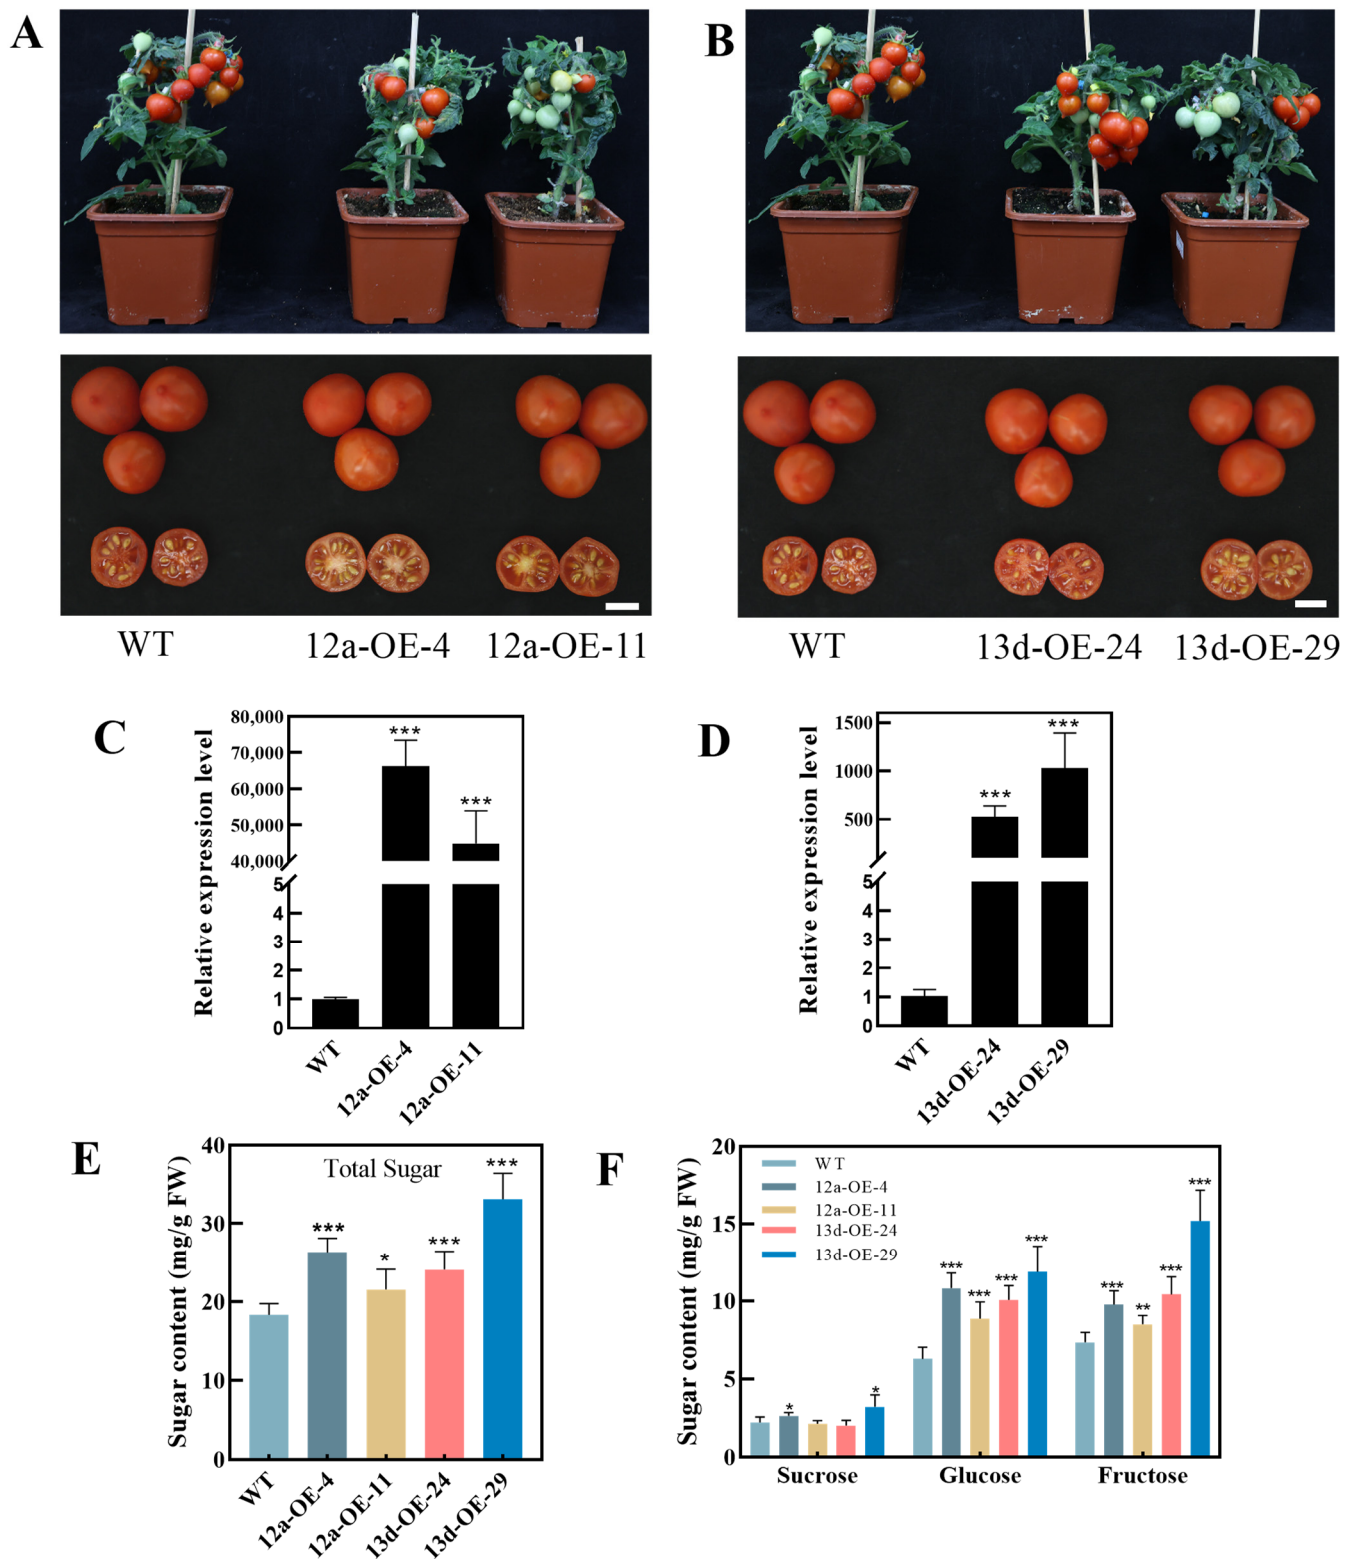 A
B
WT 12a-OE-4 12a-OE-11
WT 13d-OE-24 13d-OE-29
C
Relative expression level
80,000
70,000
60,000
50,000
40,000
5
4
3
2
1
0
***
***
WT
12a-OE-4
12a-OE-11
D
Relative expression level
1500
1000
500
5
4
3
2
1
0
***
***
WT
13d-OE-24
13d-OE-29
E
Sugar content (mg/g FW)
40
30
20
10
0
Total Sugar
***
*
***
***
WT
12a-OE-4
12a-OE-11
13d-OE-24
13d-OE-29
F
Sugar content (mg/g FW)
20
15
10
5
0
WT
12a-OE-4
12a-OE-11
13d-OE-24
13d-OE-29
*
*
***
***
***
***
***
**
***
***
Sucrose
Glucose
Fructose